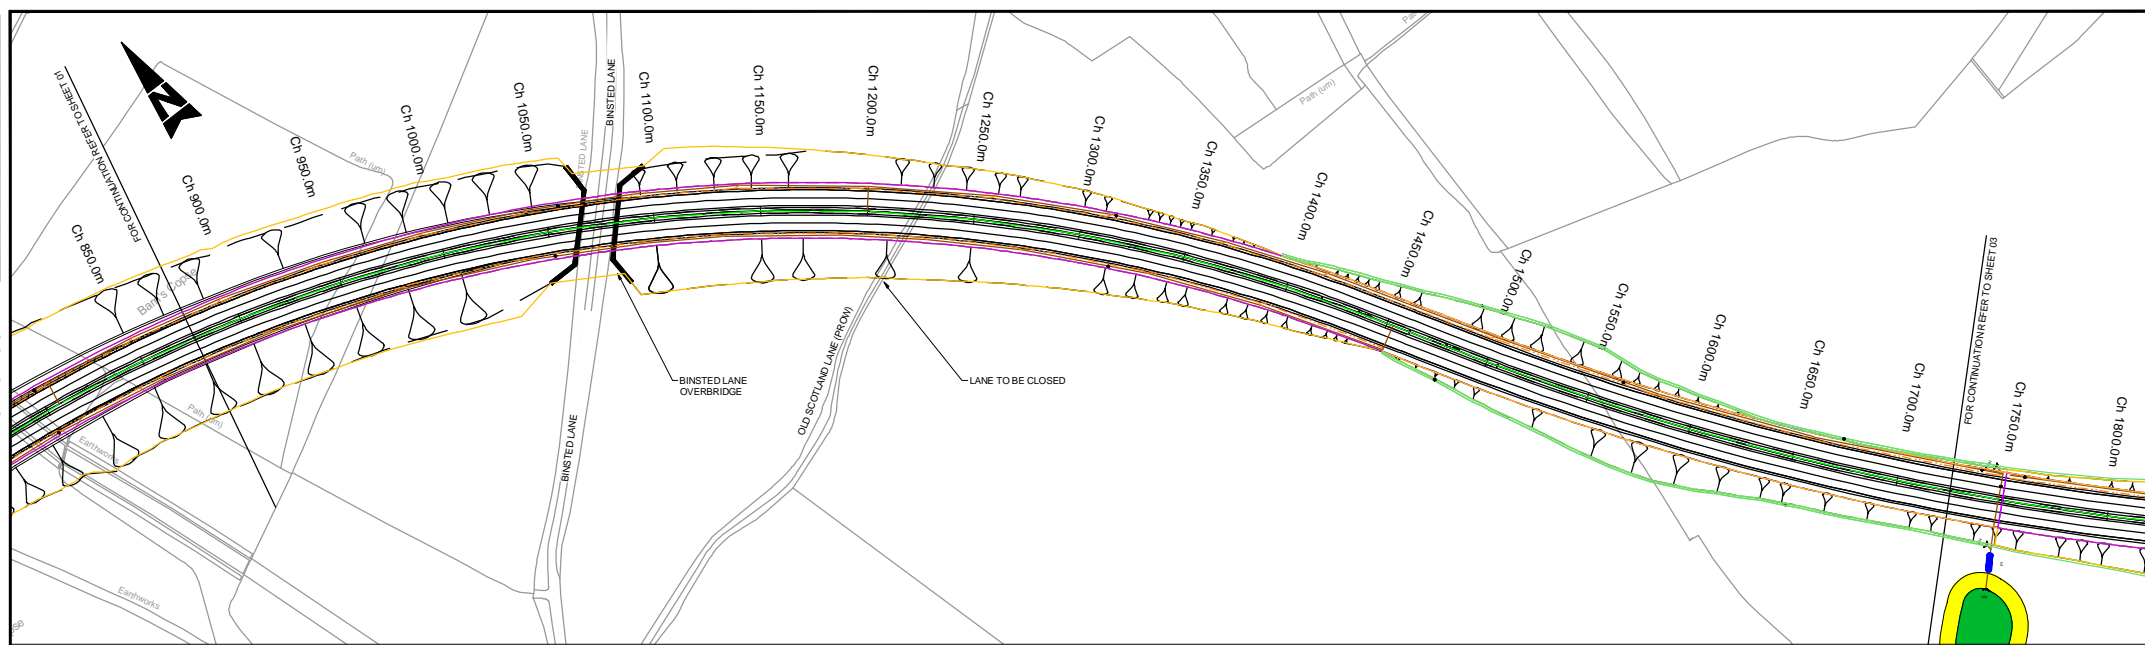 FOR CONTINUATION REFER TO SHEET 01
N
Ch 850.0m
Ch 900.0m
Ch 950.0m
Ch 1000.0m
Ch 1050.0m
Ch 1100.0m
Ch 1150.0m
Ch 1200.0m
Ch 1250.0m
Ch 1300.0m
Ch 1350.0m
Ch 1400.0m
Ch 1450.0m
Ch 1500.0m
Ch 1550.0m
Ch 1600.0m
Ch 1650.0m
Ch 1700.0m
Ch 1750.0m
Ch 1800.0m
FOR CONTINUATION REFER TO SHEET 03
Path (um)
BINSTED LANE
BINSTED LANE
Path (um)
BINSTED LANE
OVERBRIDGE
LANE TO BE CLOSED
OLD SCOTLAND LANE (PROW)
BINSTED LANE
Path (um)
Earthworks
Earthworks